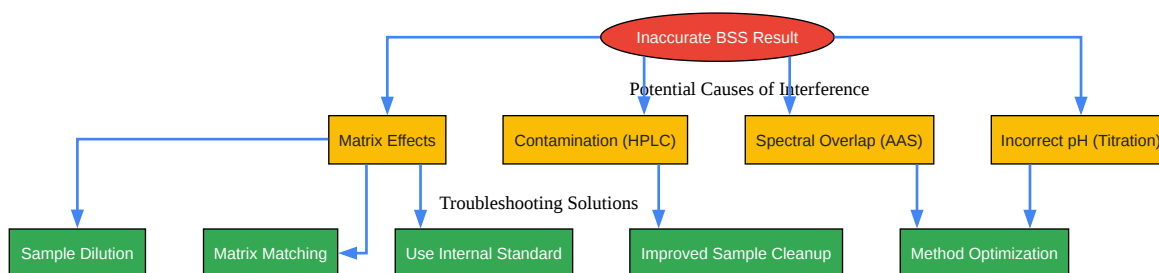 Inaccurate BSS Result
Potential Causes of Interference
Matrix Effects
Contamination (HPLC)
Spectral Overlap (AAS)
Incorrect pH (Titration)
Troubleshooting Solutions
Sample Dilution
Matrix Matching
Use Internal Standard
Improved Sample Cleanup
Method Optimization